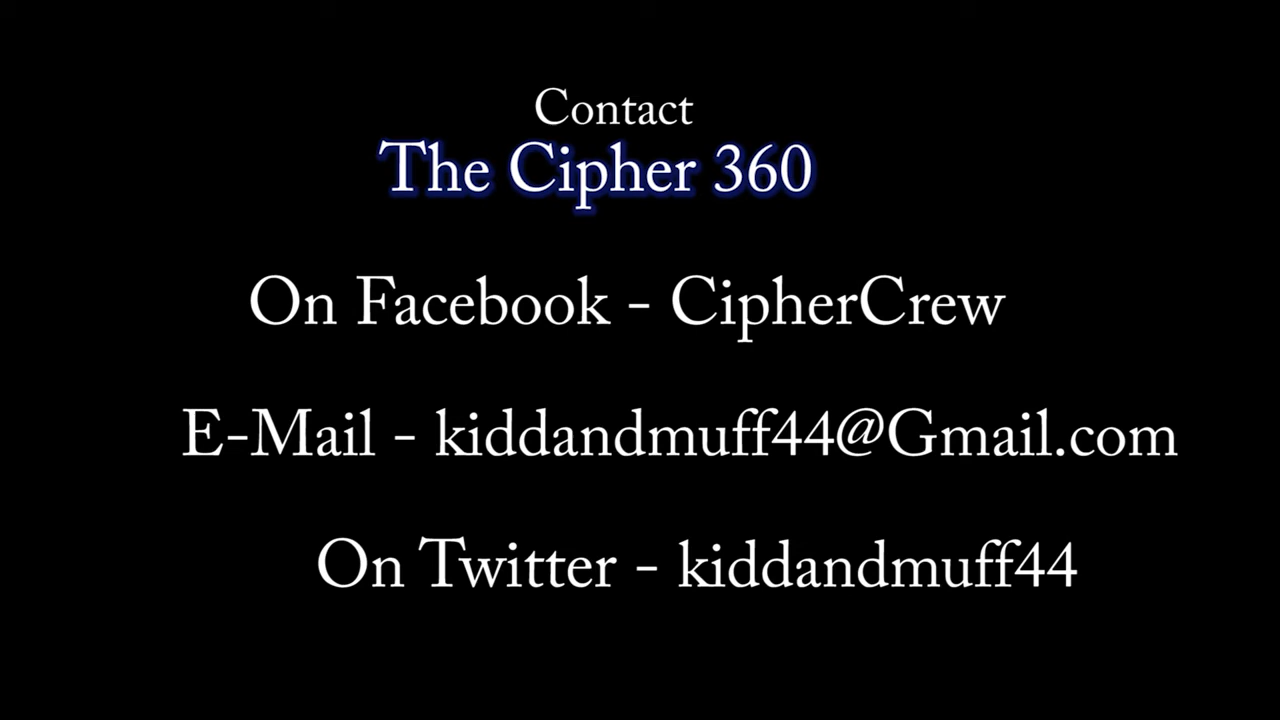 Contact
The Cipher 360
On Facebook - CipherCrew
E-Mail - kiddandmuff44@Gmail.com
On Twitter - kiddandmuff44